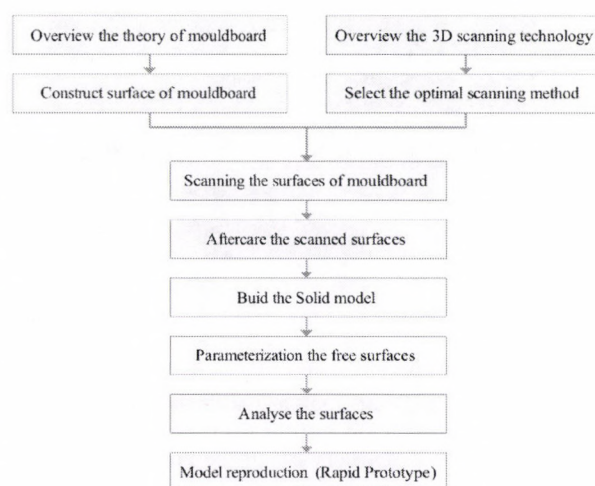 Overview the theory of mouldboard
Overview the 3D scanning technology
Construct surface of mouldboard
Select the optimal scanning method
Scanning the surfaces of mouldboard
Aftercare the scanned surfaces
Buid the Solid model
Parameterization the free surfaces
Analyse the surfaces
Model reproduction (Rapid Prototype)